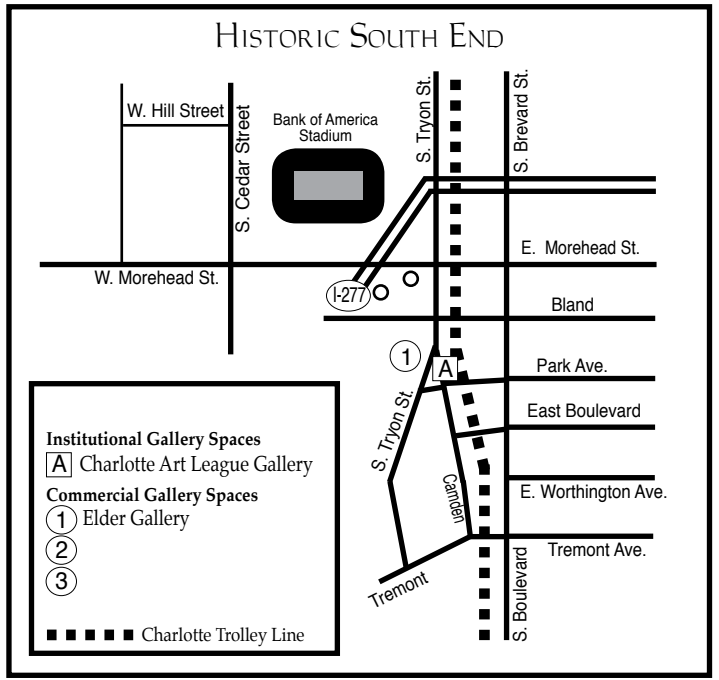 HISTORIC SOUTH END
W. Hill Street
S. Cedar Street
Bank of America
Stadium
S. Tryon St.
S. Brevard St.
E. Morehead St.
W. Morehead St.
I-277
Bland
1
A
Park Ave.
S. Tryon St.
East Boulevard
Camden
E. Worthington Ave.
Tremont Ave.
Tremont
S. Boulevard
Institutional Gallery Spaces
A Charlotte Art League Gallery
Commercial Gallery Spaces
1 Elder Gallery
2
3
Charlotte Trolley Line